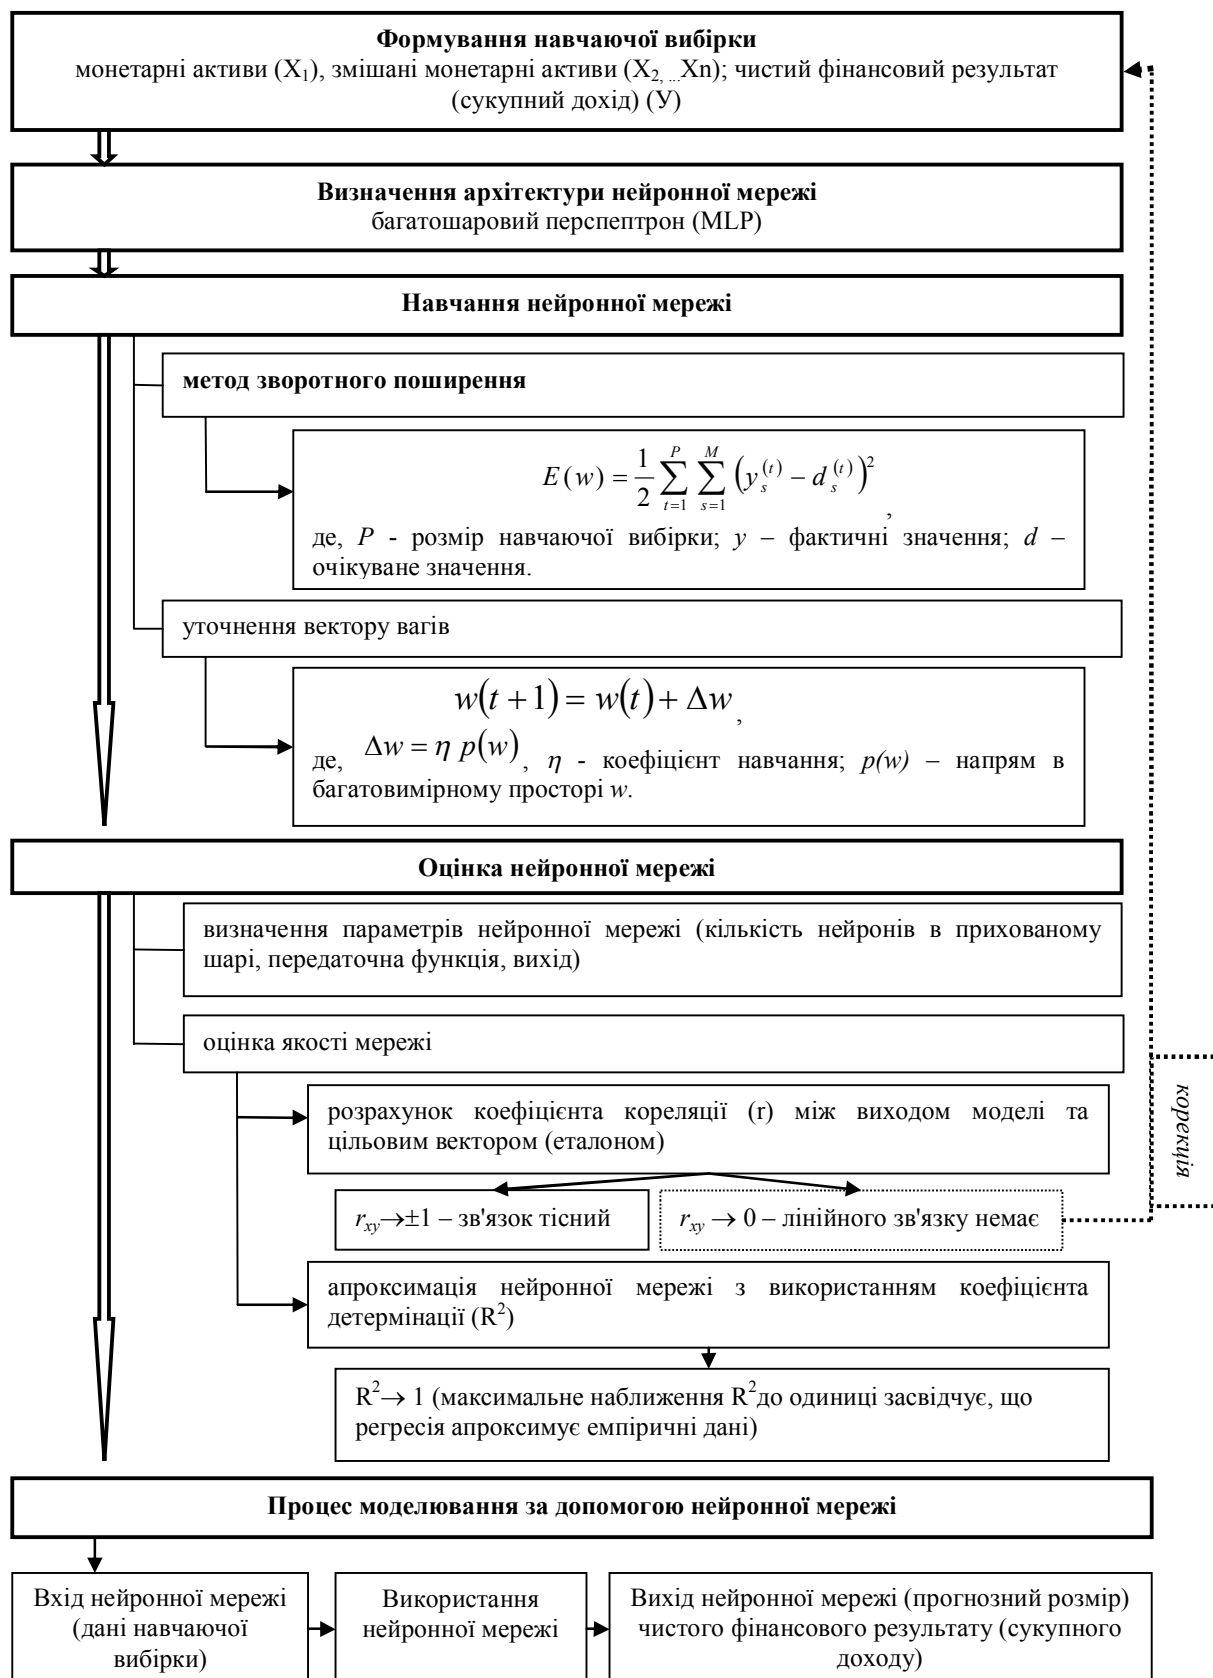 Формування навчаючої вибірки
монетарні активи (X₁), змішані монетарні активи (X₂, ...Xn); чистий фінансовий результат
(сукупний дохід) (У)
Визначення архітектури нейронної мережі
багатошаровий перспептрон (MLP)
Навчання нейронної мережі
метод зворотного поширення
E(w) = \frac{1}{2} \sum_{t=1}^{P} \sum_{s=1}^{M} (y_s^{(t)} − d_s^{(t)})^2 ,
де, P - розмір навчаючої вибірки; y – фактичні значення; d –
очікуване значення.
уточнення вектору вагів
w(t + 1) = w(t) + Δw ,
де, Δw = η p(w), η - коефіцієнт навчання; p(w) – напрям в
багатовимірному просторі w.
Оцінка нейронної мережі
визначення параметрів нейронної мережі (кількість нейронів в прихованому
шарі, передаточна функція, вихід)
оцінка якості мережі
розрахунок коефіцієнта кореляції (r) між виходом моделі та
цільовим вектором (еталоном)
r_{xy}→±1 – зв'язок тісний
r_{xy} → 0 – лінійного зв'язку немає
корекція
апроксимація нейронної мережі з використанням коефіцієнта
детермінації (R²)
R²→ 1 (максимальне наближення R² до одиниці засвідчує, що
регресія апроксимує емпіричні дані)
Процес моделювання за допомогою нейронної мережі
Вхід нейронної мережі
(дані навчаючої
вибірки)
Використання
нейронної мережі
Вихід нейронної мережі (прогнозний розмір)
чистого фінансового результату (сукупного
доходу)